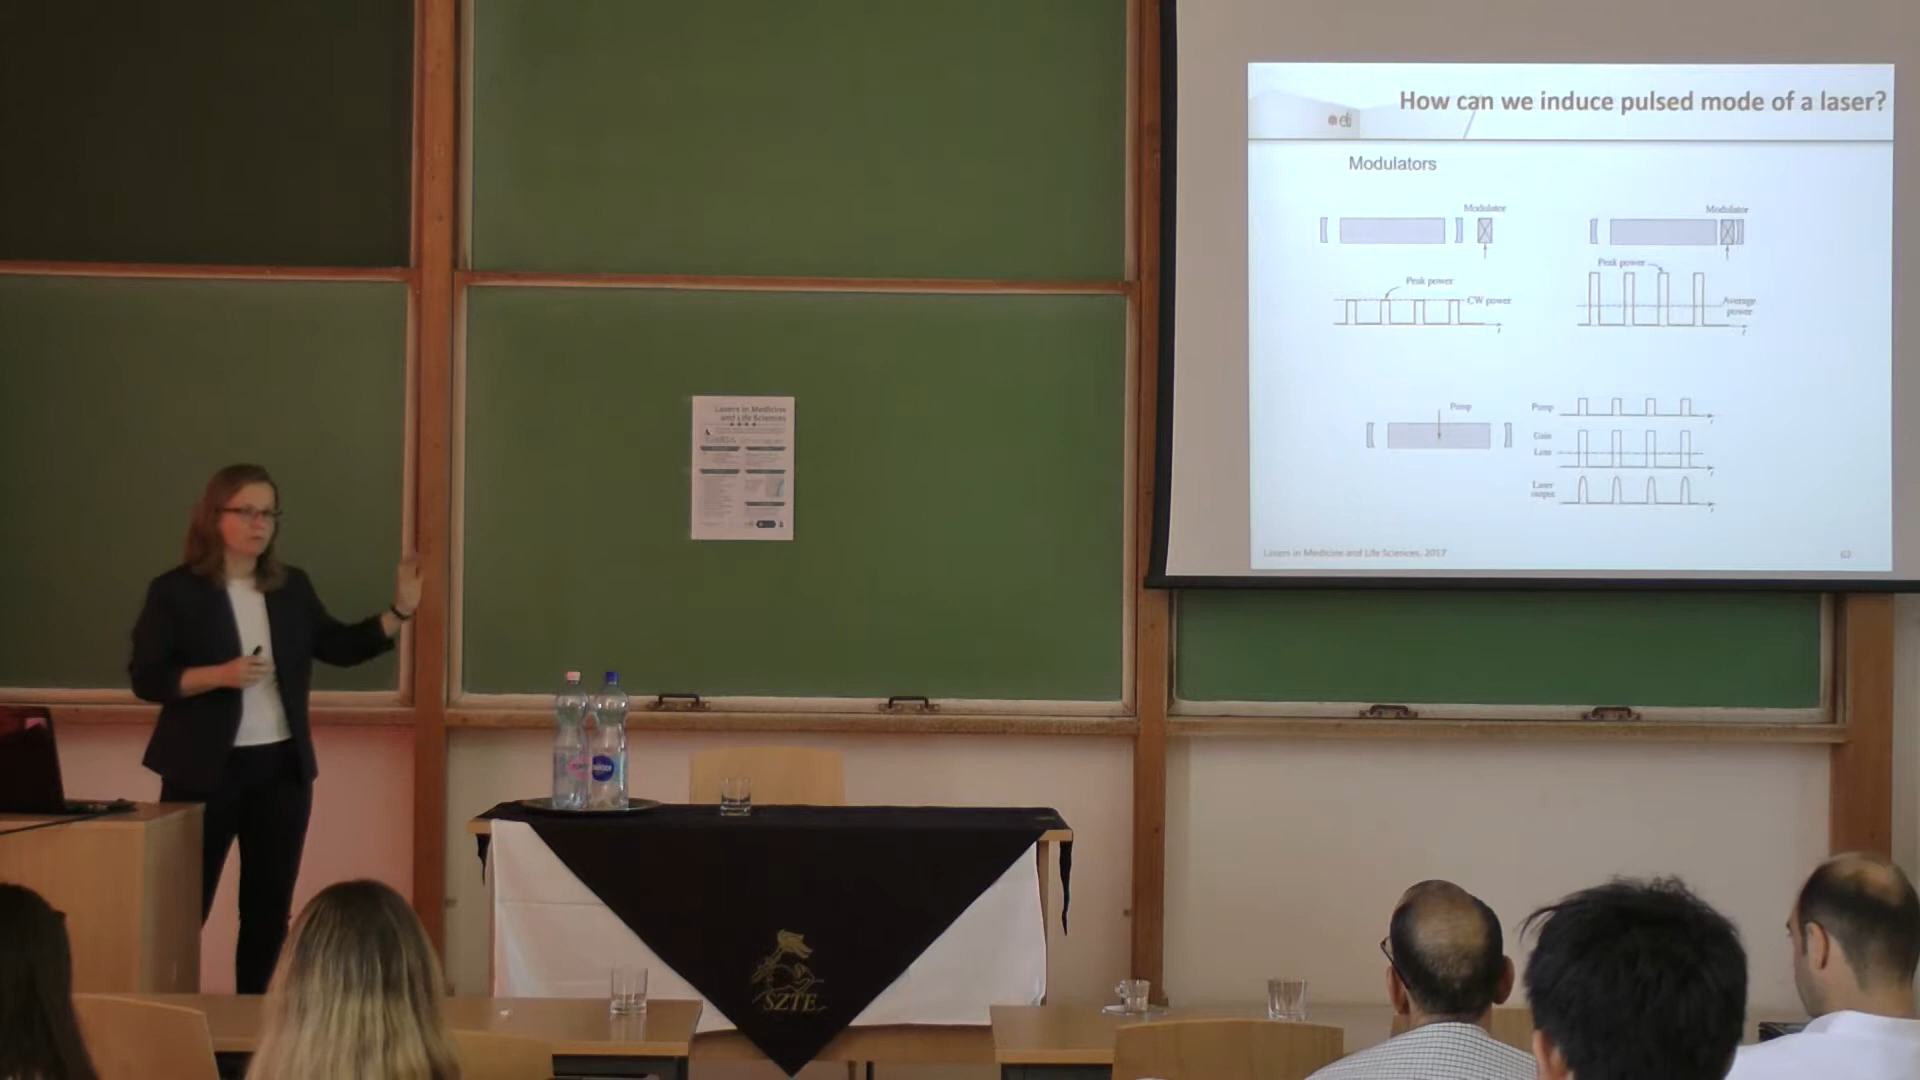 How can we induce pulsed mode of a laser?
eli
Modulators
Modulator
Modulator
Peak power
CW power
t
Peak power
Average
power
t
Pump
Pump
t
Gain
Loss
t
Laser
output
t
Lasers in Medicine and Life Sciences, 2017
62
Lasers in Medicine
and Life Sciences
SZTE